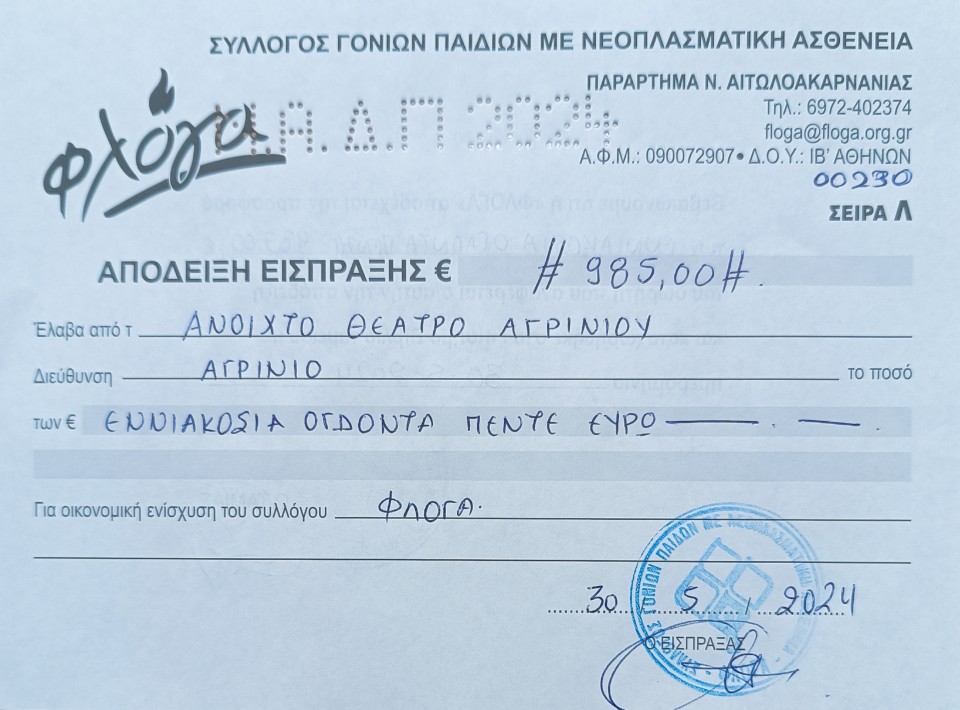 ΣΥΛΛΟΓΟΣ ΓΟΝΙΩΝ ΠΑΙΔΙΩΝ ΜΕ ΝΕΟΠΛΑΣΜΑΤΙΚΗ ΑΣΘΕΝΕΙΑ
φλόγα
ΠΑΡΑΡΤΗΜΑ Ν. ΑΙΤΩΛΟΑΚΑΡΝΑΝΙΑΣ
Τηλ.: 6972-402374
Α.Δ.Π 2024
floga@floga.org.gr
Α.Φ.Μ.: 090072907 • Δ.Ο.Υ.: ΙΒ' ΑΘΗΝΩΝ
00230
ΣΕΙΡΑ Λ
ΑΠΟΔΕΙΞΗ ΕΙΣΠΡΑΞΗΣ € # 985,00 #.
Έλαβα από τ ΑΝΟΙΧΤΟ ΘΕΑΤΡΟ ΑΓΡΙΝΙΟΥ
Διεύθυνση ΑΓΡΙΝΙΟ το ποσό
των € ΕΝΝΙΑΚΟΣΙΑ ΟΓΔΟΝΤΑ ΠΕΝΤΕ ΕΥΡΩ
Για οικονομική ενίσχυση του συλλόγου ΦΛΟΓΑ.
30 / 5 / 2024
Ο ΕΙΣΠΡΑΞΑΣ